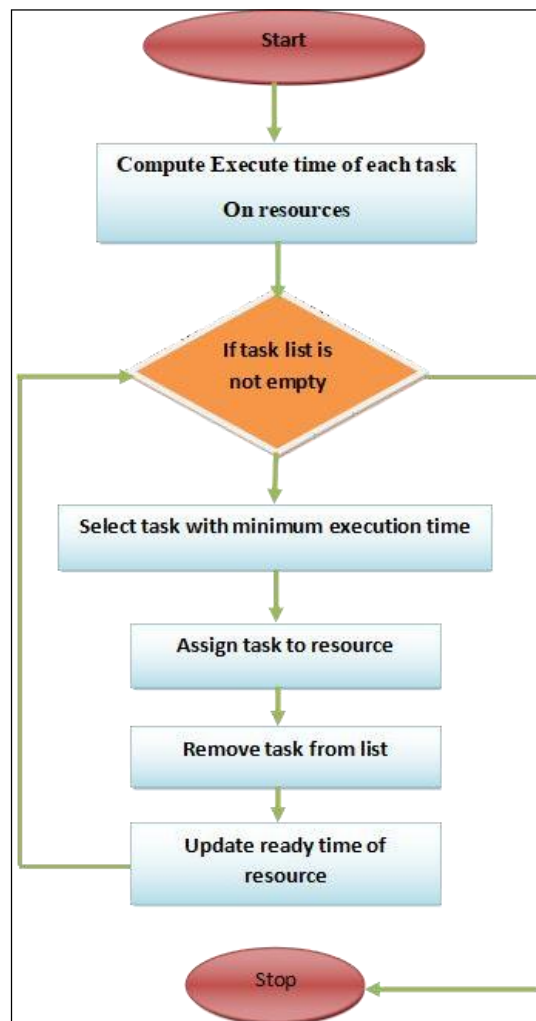 Start
Compute Execute time of each task
On resources
If task list is
not empty
Select task with minimum execution time
Assign task to resource
Remove task from list
Update ready time of
resource
Stop